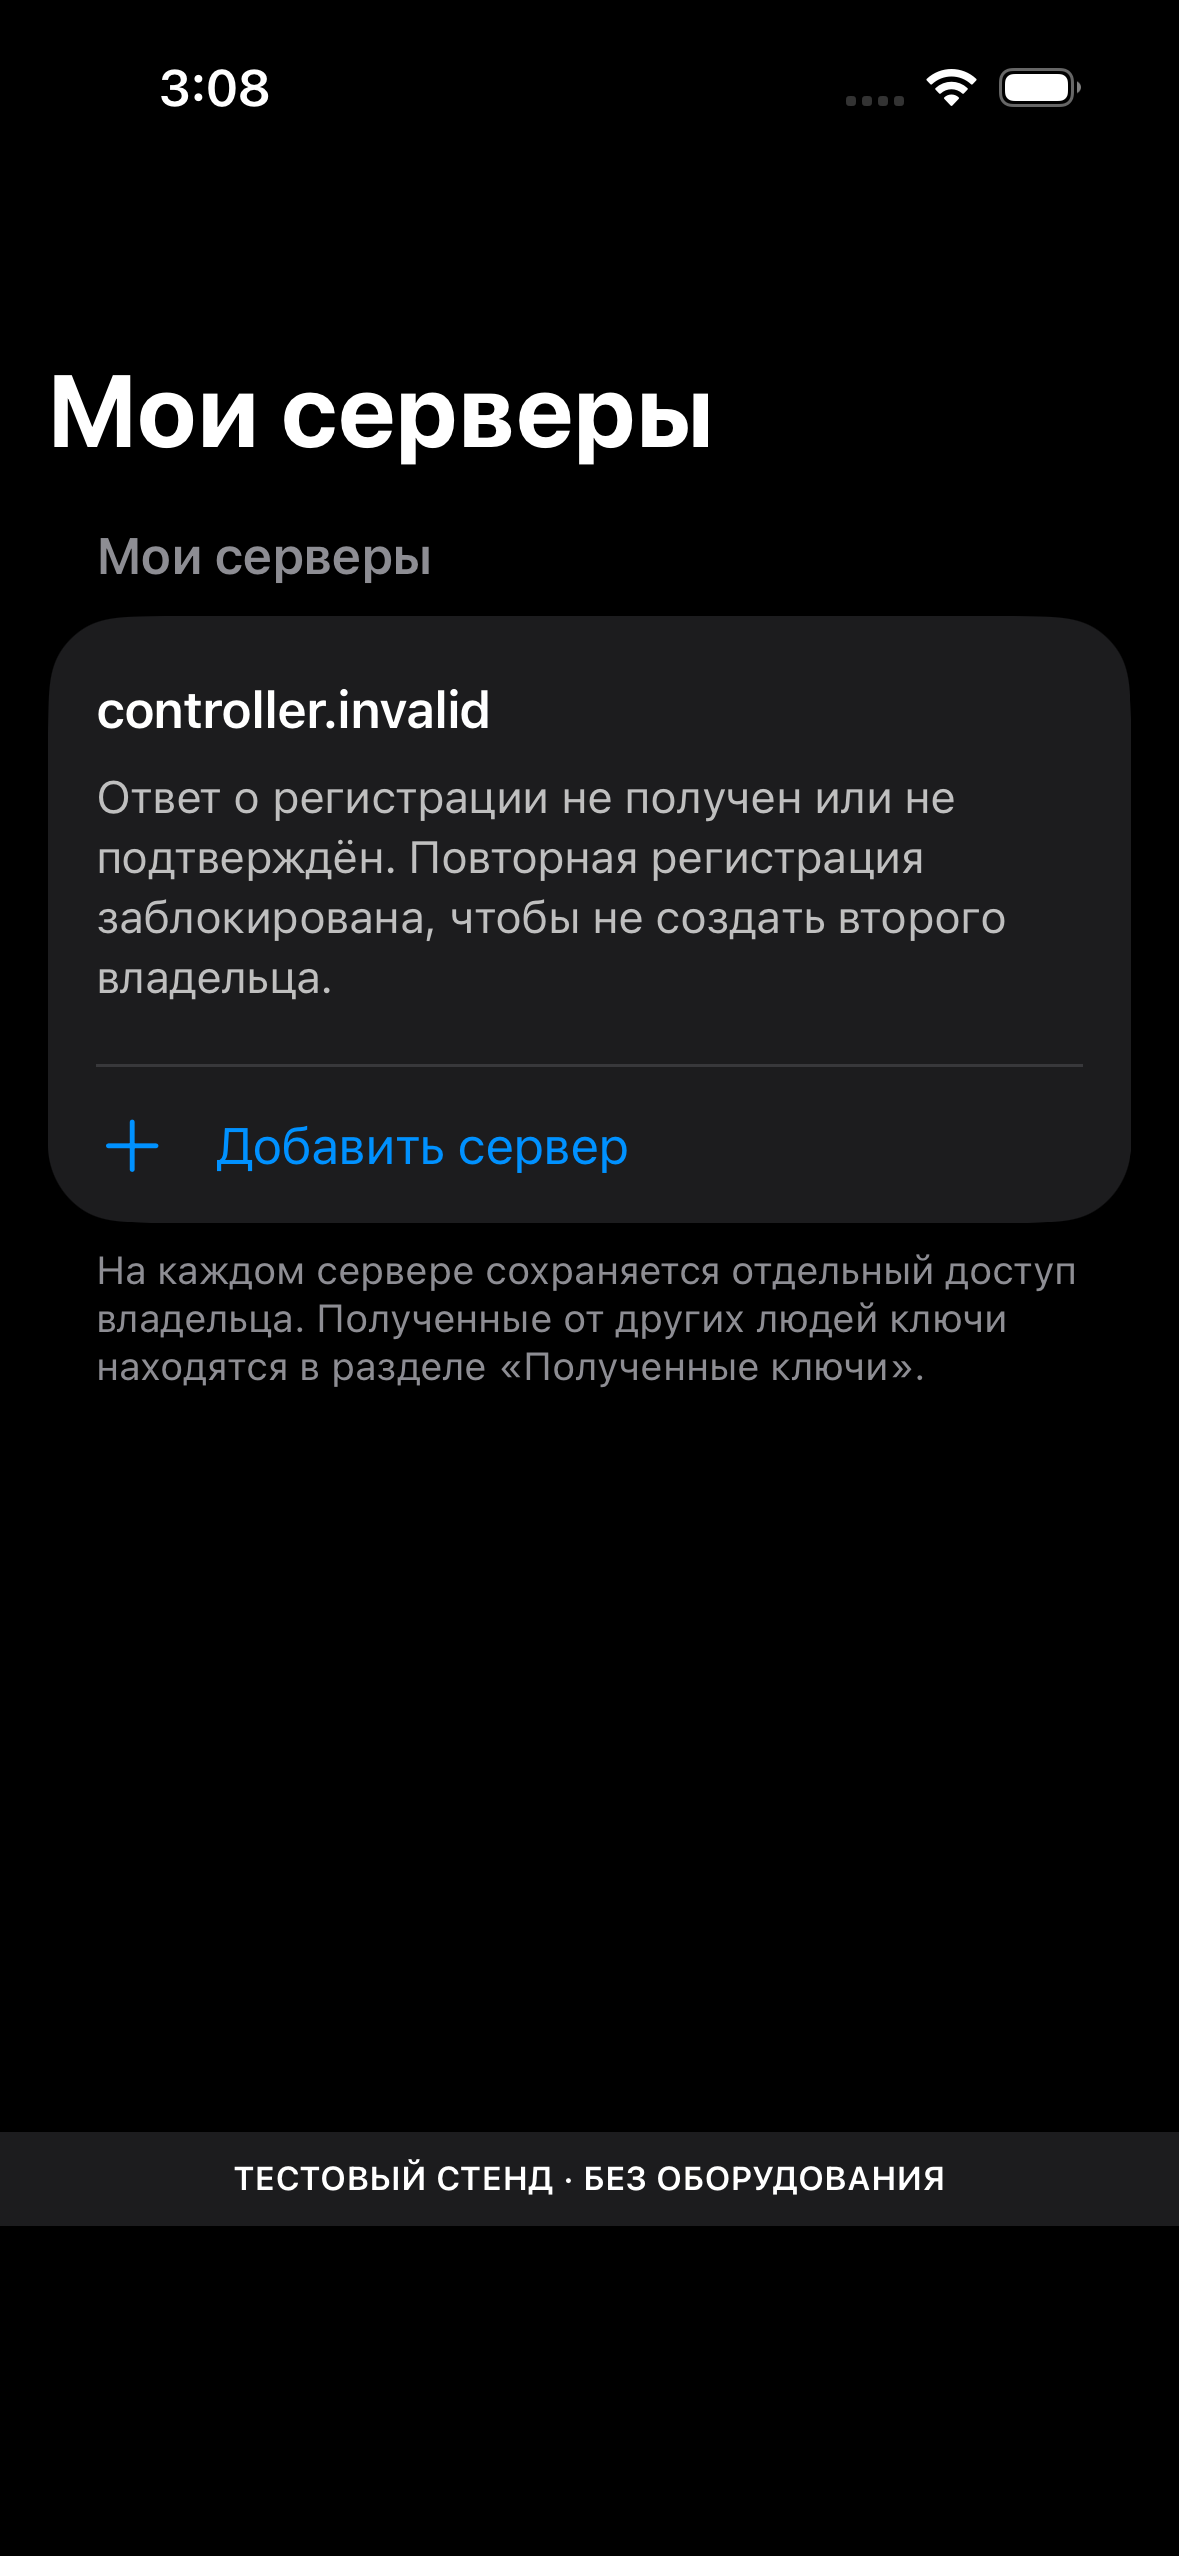 3:08
Мои серверы
Мои серверы
controller.invalid
Ответ о регистрации не получен или не
подтверждён. Повторная регистрация
заблокирована, чтобы не создать второго
владельца.
Добавить сервер
На каждом сервере сохраняется отдельный доступ
владельца. Полученные от других людей ключи
находятся в разделе «Полученные ключи».
ТЕСТОВЫЙ СТЕНД · БЕЗ ОБОРУДОВАНИЯ